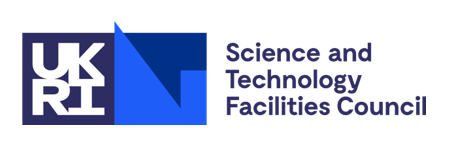 UK
RI
Science and
Technology
Facilities Council